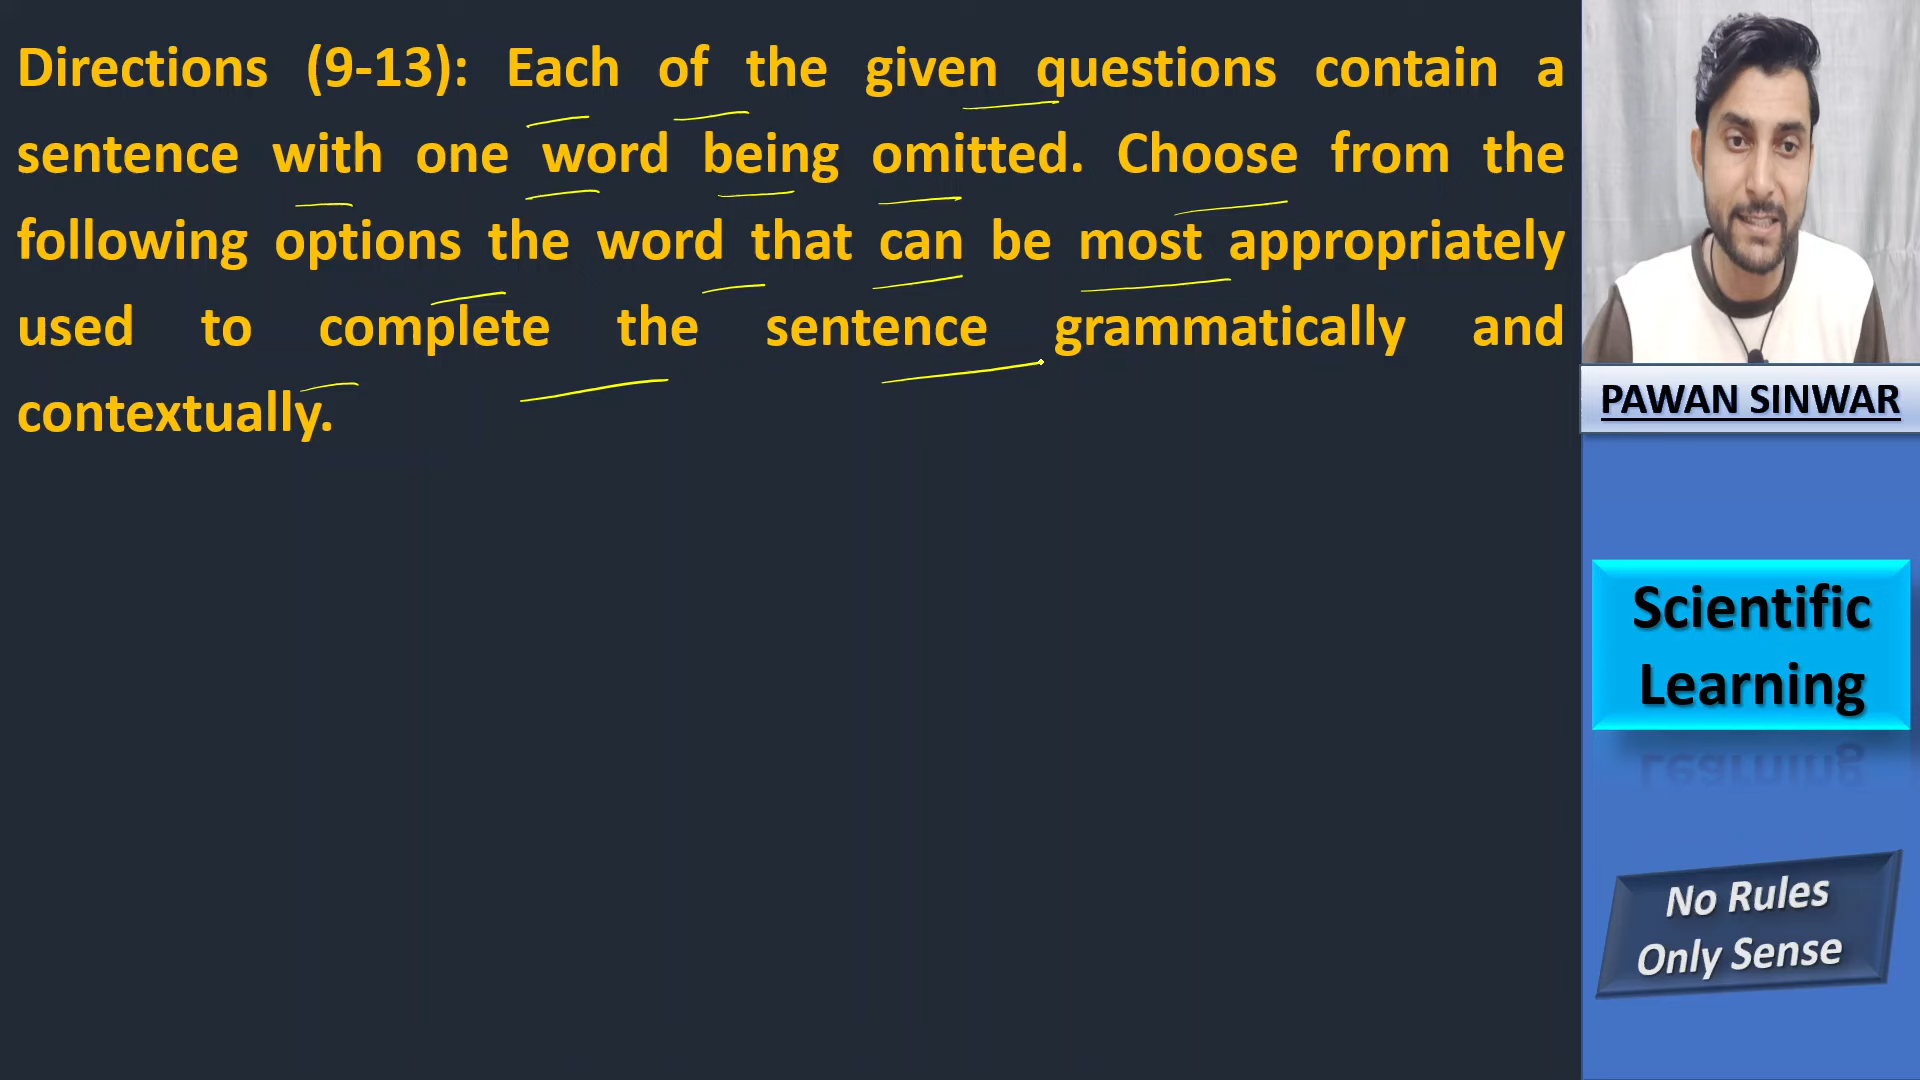 Directions (9-13): Each of the given questions contain a
sentence with one word being omitted. Choose from the
following options the word that can be most appropriately
used to complete the sentence grammatically and
contextually.
PAWAN SINWAR
Scientific
Learning
No Rules
Only Sense